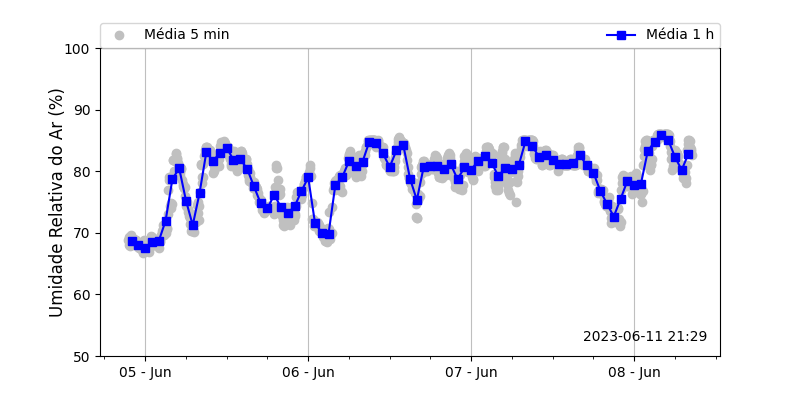 Média 5 min
Média 1 h
Umidade Relativa do Ar (%)
100
90
80
70
60
50
2023-06-11 21:29
05 - Jun
06 - Jun
07 - Jun
08 - Jun